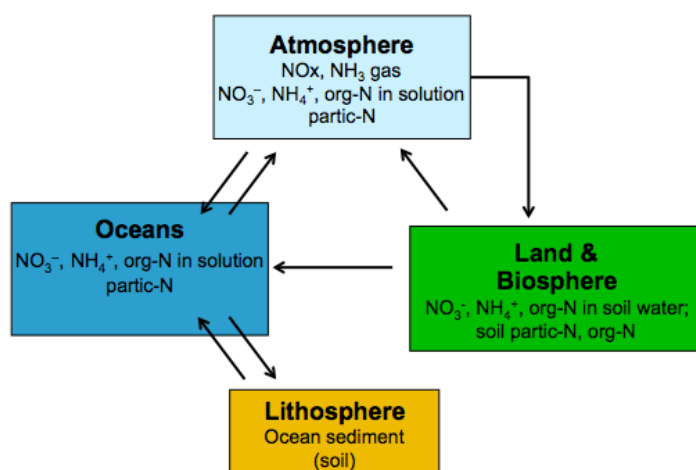 Atmosphere
NOx, NH₃ gas
NO₃⁻, NH₄⁺, org-N in solution
partic-N
Oceans
NO₃⁻, NH₄⁺, org-N in solution
partic-N
Land &
Biosphere
NO₃⁻, NH₄⁺, org-N in soil water;
soil partic-N, org-N
Lithosphere
Ocean sediment
(soil)